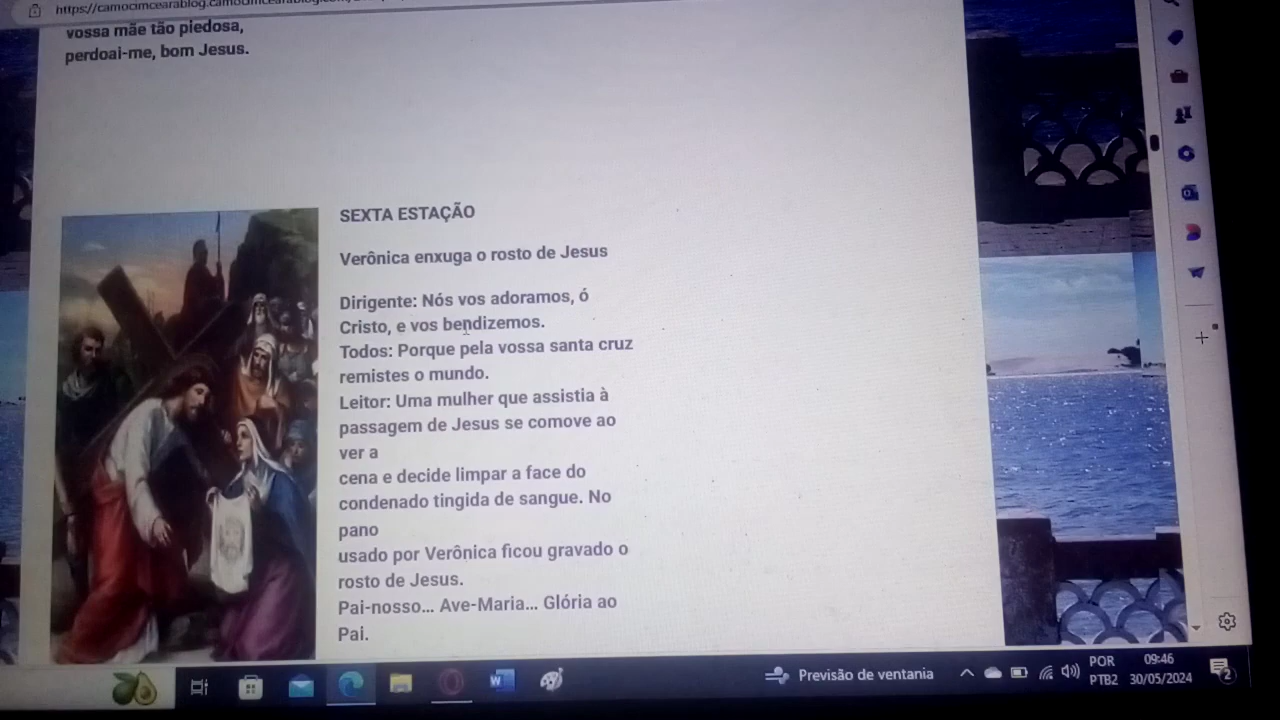 vossa mãe tão piedosa,
perdoai-me, bom Jesus.
SEXTA ESTAÇÃO
Verônica enxuga o rosto de Jesus
Dirigente: Nós vos adoramos, ó
Cristo, e vos bendizemos.
Todos: Porque pela vossa santa cruz
remistes o mundo.
Leitor: Uma mulher que assistia à
passagem de Jesus se comove ao
ver a
cena e decide limpar a face do
condenado tingida de sangue. No
pano
usado por Verônica ficou gravado o
rosto de Jesus.
Pai-nosso... Ave-Maria... Glória ao
Pai.
Previsão de ventania
POR
PTB2
09:46
30/05/2024
2